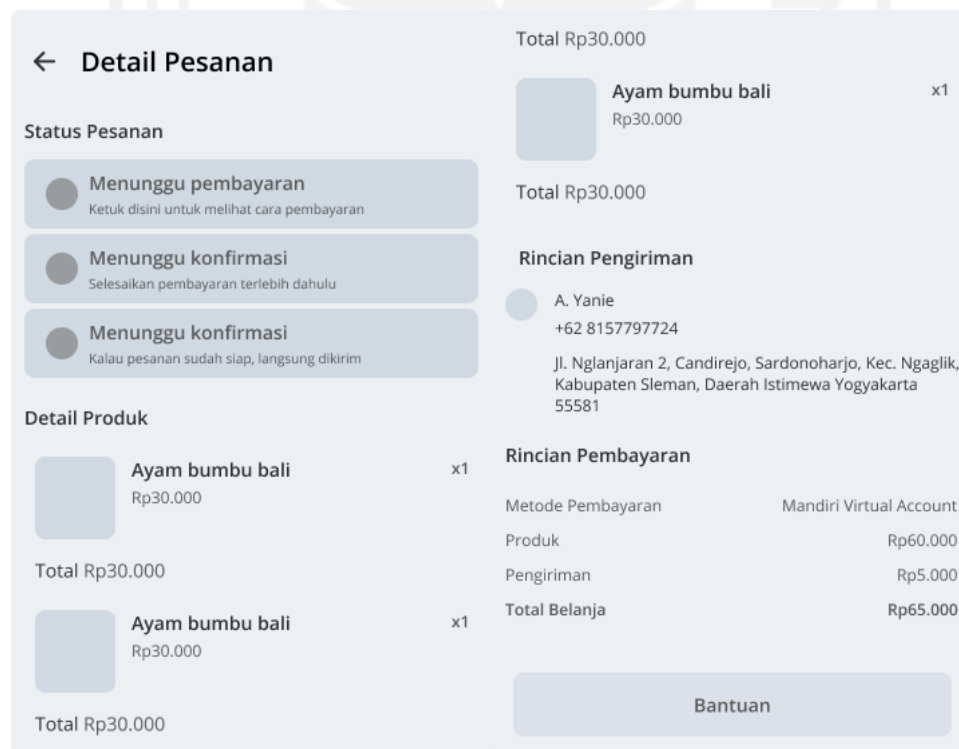 Detail Pesanan
Status Pesanan
Menunggu pembayaran
Ketuk disini untuk melihat cara pembayaran
Menunggu konfirmasi
Selesaikan pembayaran terlebih dahulu
Menunggu konfirmasi
Kalau pesanan sudah siap, langsung dikirim
Detail Produk
Ayam bumbu bali x1
Rp30.000
Total Rp30.000
Ayam bumbu bali x1
Rp30.000
Total Rp30.000
Total Rp30.000
Ayam bumbu bali x1
Rp30.000
Total Rp30.000
Rincian Pengiriman
A. Yanie
+62 8157797724
Jl. Nglanjaran 2, Candirejo, Sardonoharjo, Kec. Ngaglik,
Kabupaten Sleman, Daerah Istimewa Yogyakarta
55581
Rincian Pembayaran
Metode Pembayaran Mandiri Virtual Account
Produk Rp60.000
Pengiriman Rp5.000
Total Belanja Rp65.000
Bantuan